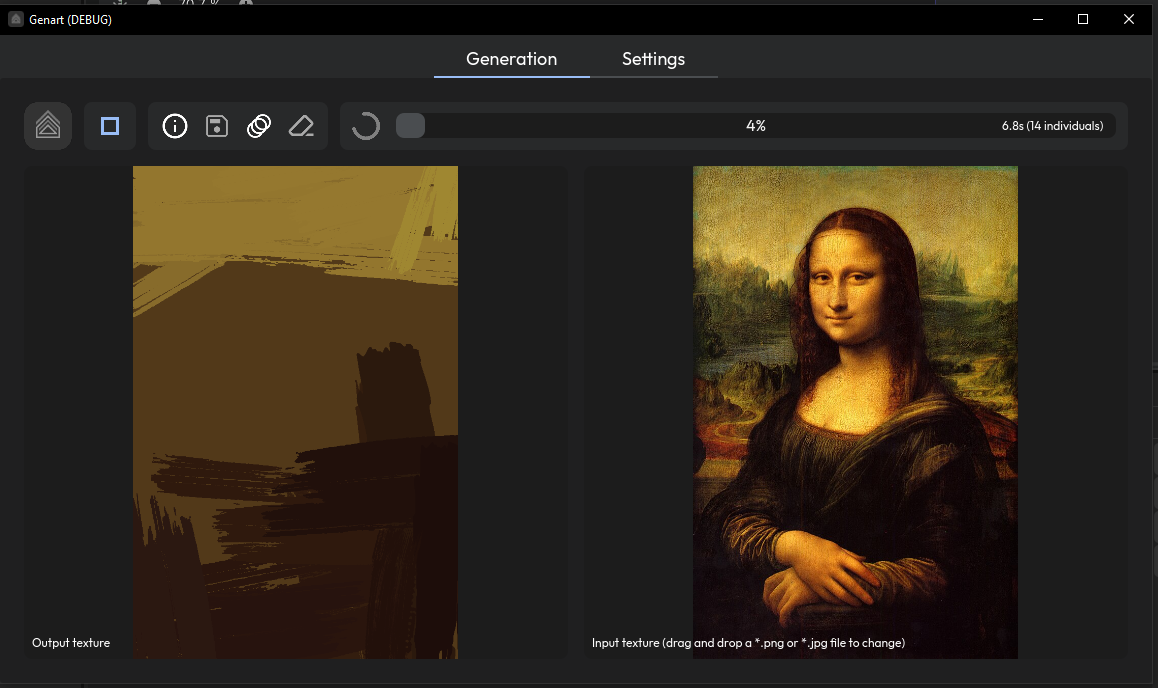 Genart (DEBUG)
Generation
Settings
4%
6.8s (14 individuals)
Output texture
Input texture (drag and drop a *.png or *.jpg file to change)